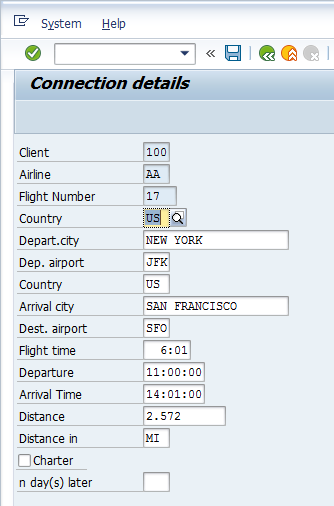 System Help
«
Connection details
Client 100
Airline AA
Flight Number 17
Country US
Depart.city NEW YORK
Dep. airport JFK
Country US
Arrival city SAN FRANCISCO
Dest. airport SFO
Flight time 6:01
Departure 11:00:00
Arrival Time 14:01:00
Distance 2.572
Distance in MI
Charter
n day(s) later